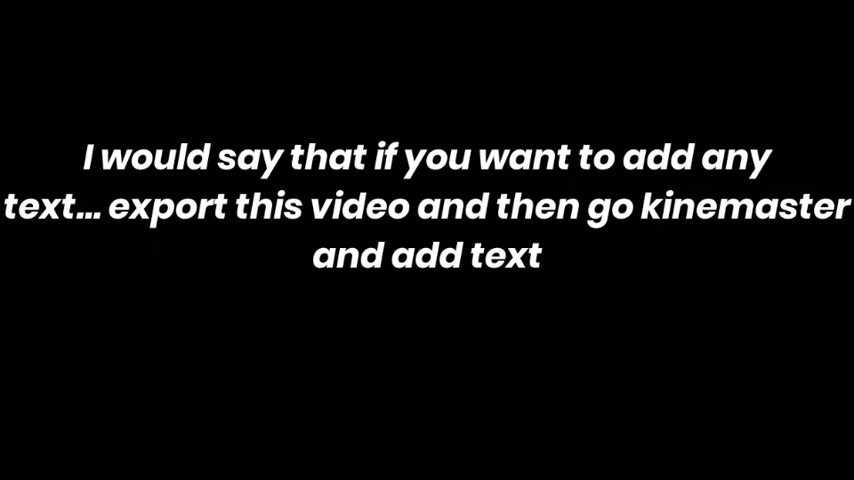 I would say that if you want to add any
text... export this video and then go kinemaster
and add text